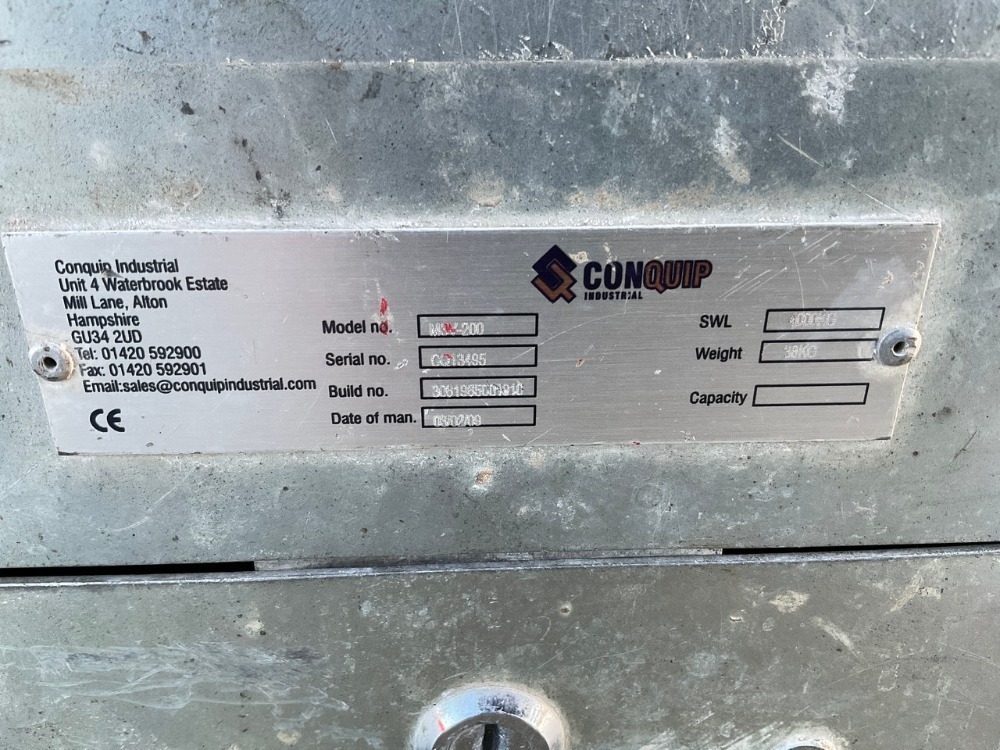 Conquip Industrial
Unit 4 Waterbrook Estate
Mill Lane, Alton
Hampshire
GU34 2UD
Tel: 01420 592900
Fax: 01420 592901
Email:sales@conquipindustrial.com
CE
CONQUIP
INDUSTRIAL
Model no.
Serial no.
Build no.
Date of man.
SWL
Weight
Capacity